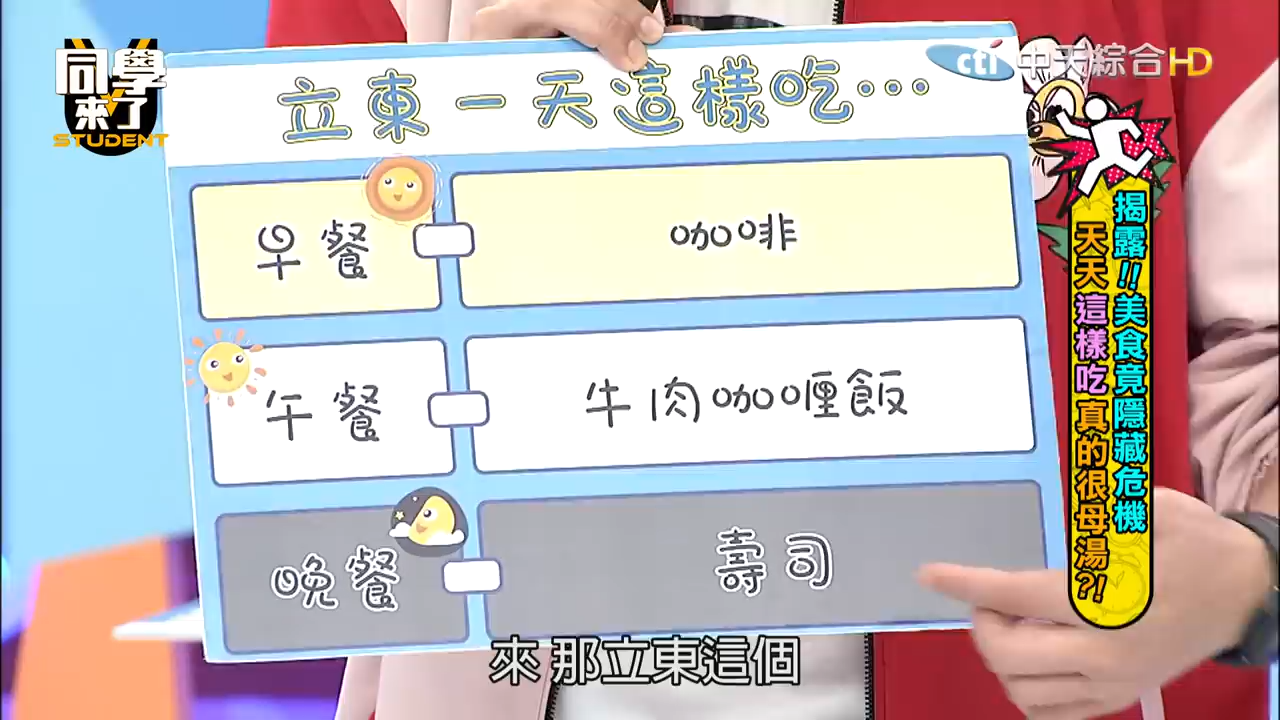 同學
來了
STUDENT
cti 中天綜合HD
立東一天這樣吃…
早餐
咖啡
午餐
牛肉咖哩飯
晚餐
壽司
揭露!!美食竟隱藏危機
天天這樣吃真的很母湯?!
來 那立東這個